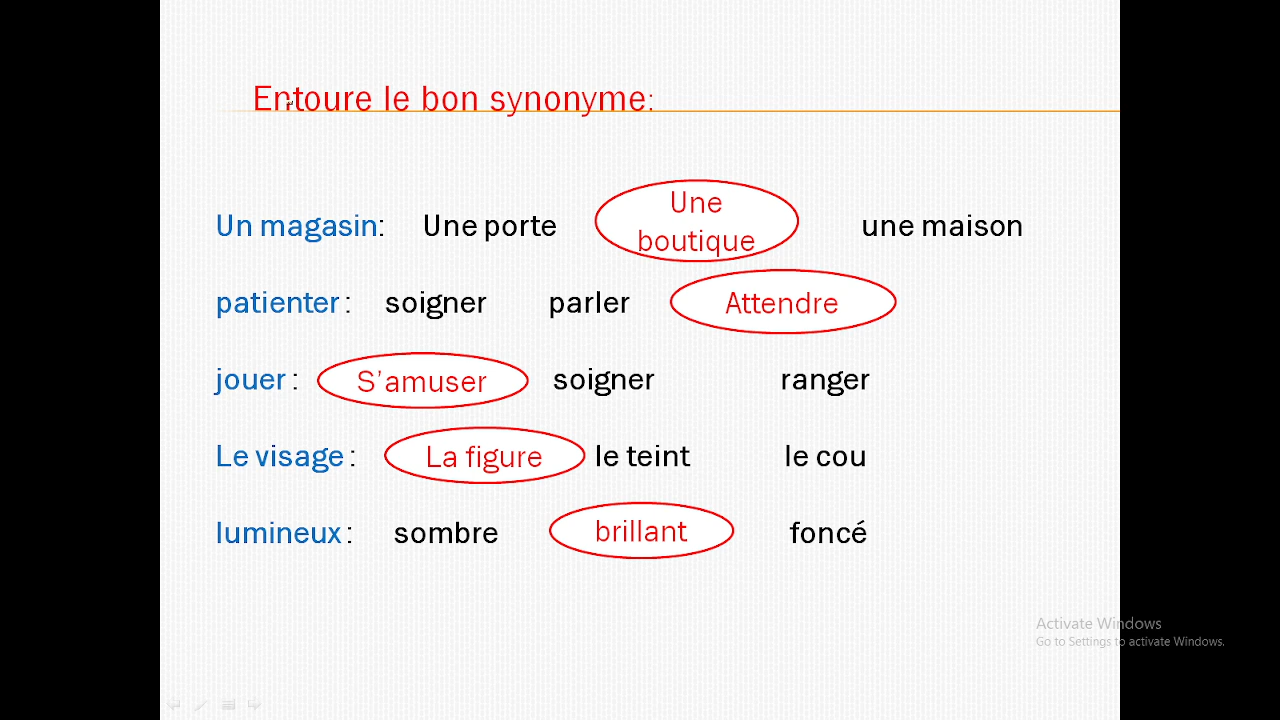 Entoure le bon synonyme:
Un magasin: Une porte Une boutique une maison
patienter : soigner parler Attendre
jouer : S'amuser soigner ranger
Le visage : La figure le teint le cou
lumineux : sombre brillant foncé
Activate Windows
Go to Settings to activate Windows.